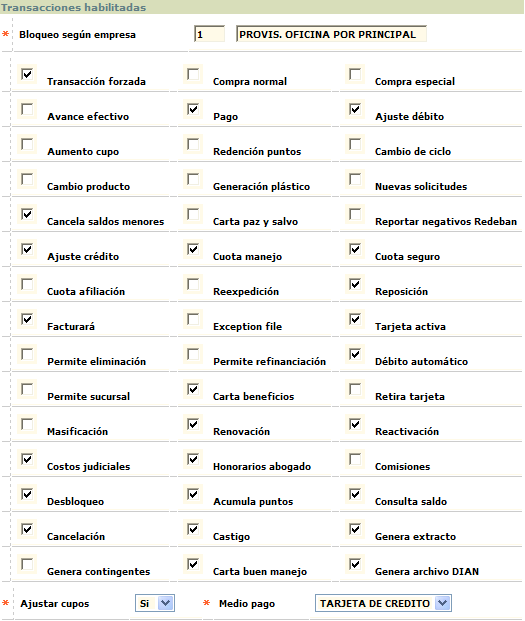 Transacciones habilitadas
* Bloqueo según empresa 1 PROVIS. OFICINA POR PRINCIPAL
Transacción forzada Compra normal Compra especial
Avance efectivo Pago Ajuste débito
Aumento cupo Redención puntos Cambio de ciclo
Cambio producto Generación plástico Nuevas solicitudes
Cancela saldos menores Carta paz y salvo Reportar negativos Redeban
Ajuste crédito Cuota manejo Cuota seguro
Cuota afiliación Reexpedición Reposición
Facturará Exception file Tarjeta activa
Permite eliminación Permite refinanciación Débito automático
Permite sucursal Carta beneficios Retira tarjeta
Masificación Renovación Reactivación
Costos judiciales Honorarios abogado Comisiones
Desbloqueo Acumula puntos Consulta saldo
Cancelación Castigo Genera extracto
Genera contingentes Carta buen manejo Genera archivo DIAN
* Ajustar cupos Si * Medio pago TARJETA DE CREDITO